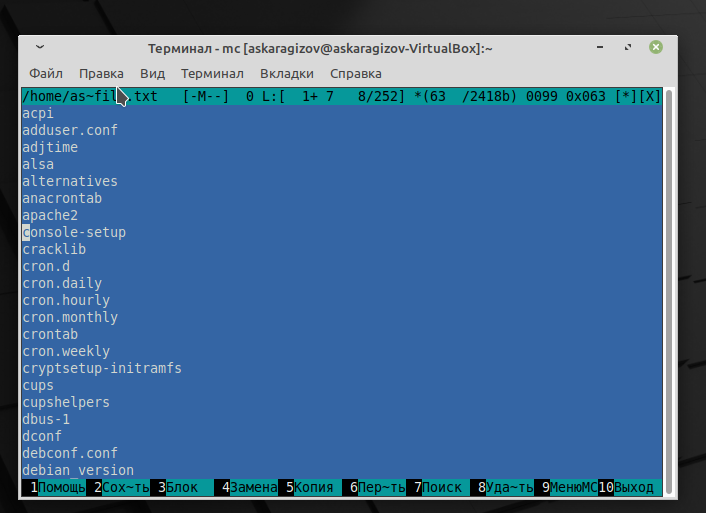 Терминал - mc [askaragizov@askaragizov-VirtualBox]:~
Файл Правка Вид Терминал Вкладки Справка
/home/as~fil .txt [-M--] 0 L:[ 1+ 7 8/252] *(63 /2418b) 0099 0x063 [*][X]
acpi
adduser.conf
adjtime
alsa
alternatives
anacrontab
apache2
console-setup
cracklib
cron.d
cron.daily
cron.hourly
cron.monthly
crontab
cron.weekly
cryptsetup-initramfs
cups
cupshelpers
dbus-1
dconf
debconf.conf
debian_version
1Помощь 2Сох~ть 3Блок 4Замена 5Копия 6Пер~ть 7Поиск 8Уда~ть 9МенюMC 10Выход